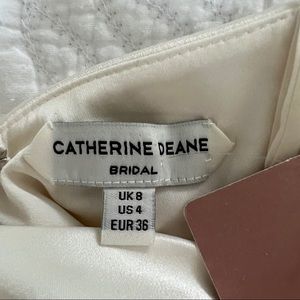 CATHERINE DEANE
BRIDAL
UK 8
US 4
EUR 36